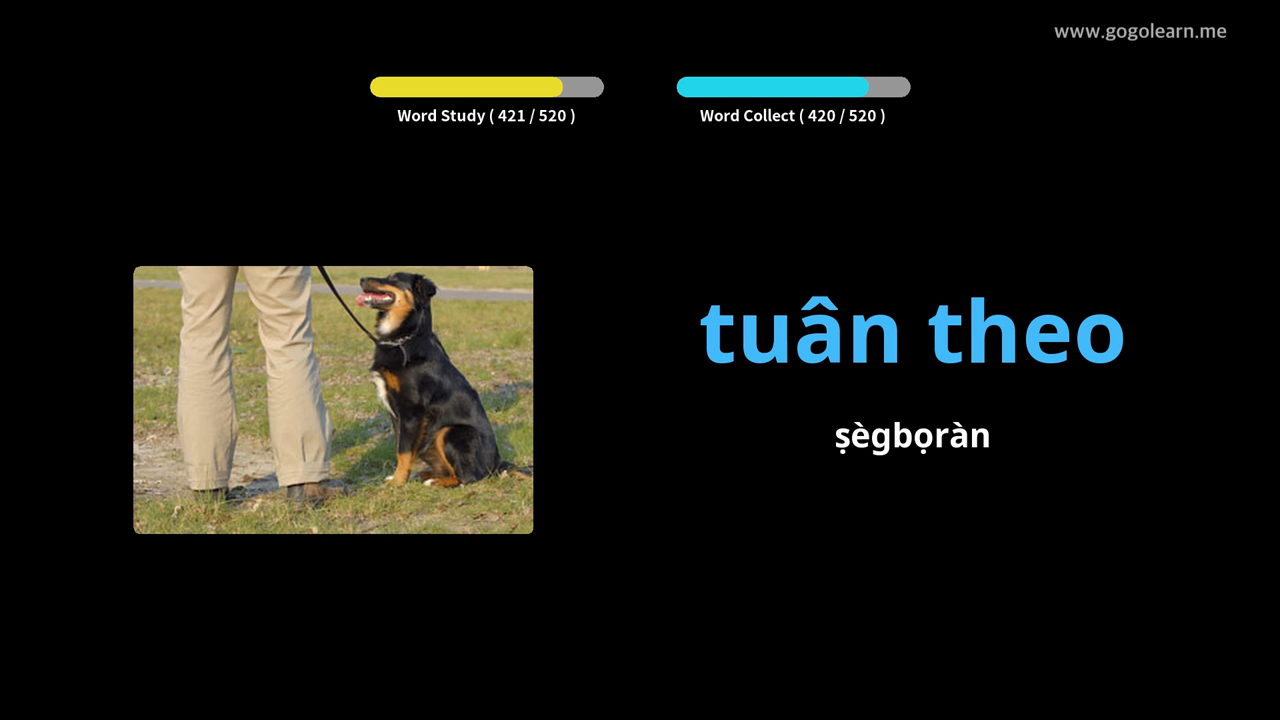 www.gogolearn.me
Word Study ( 421 / 520 )
Word Collect ( 420 / 520 )
tuân theo
ṣègbọràn